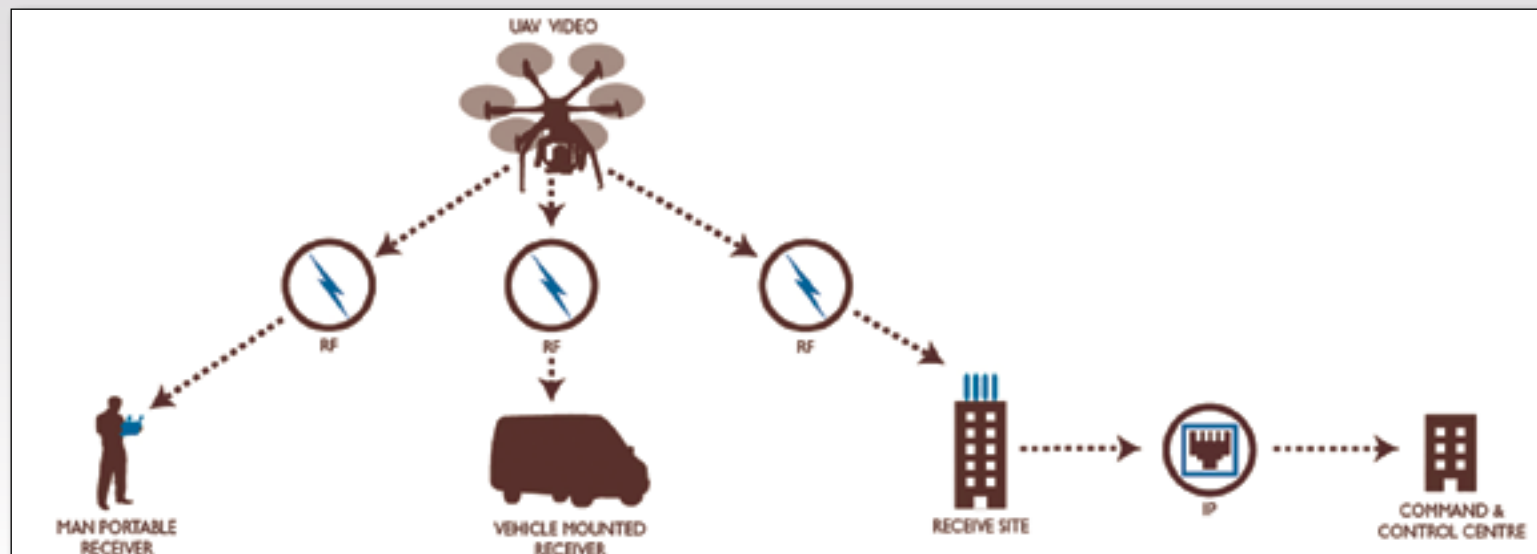 UAV VIDEO
RF
RF
RF
MAN PORTABLE
RECEIVER
VEHICLE MOUNTED
RECEIVER
RECEIVE SITE
IP
COMMAND &
CONTROL CENTRE